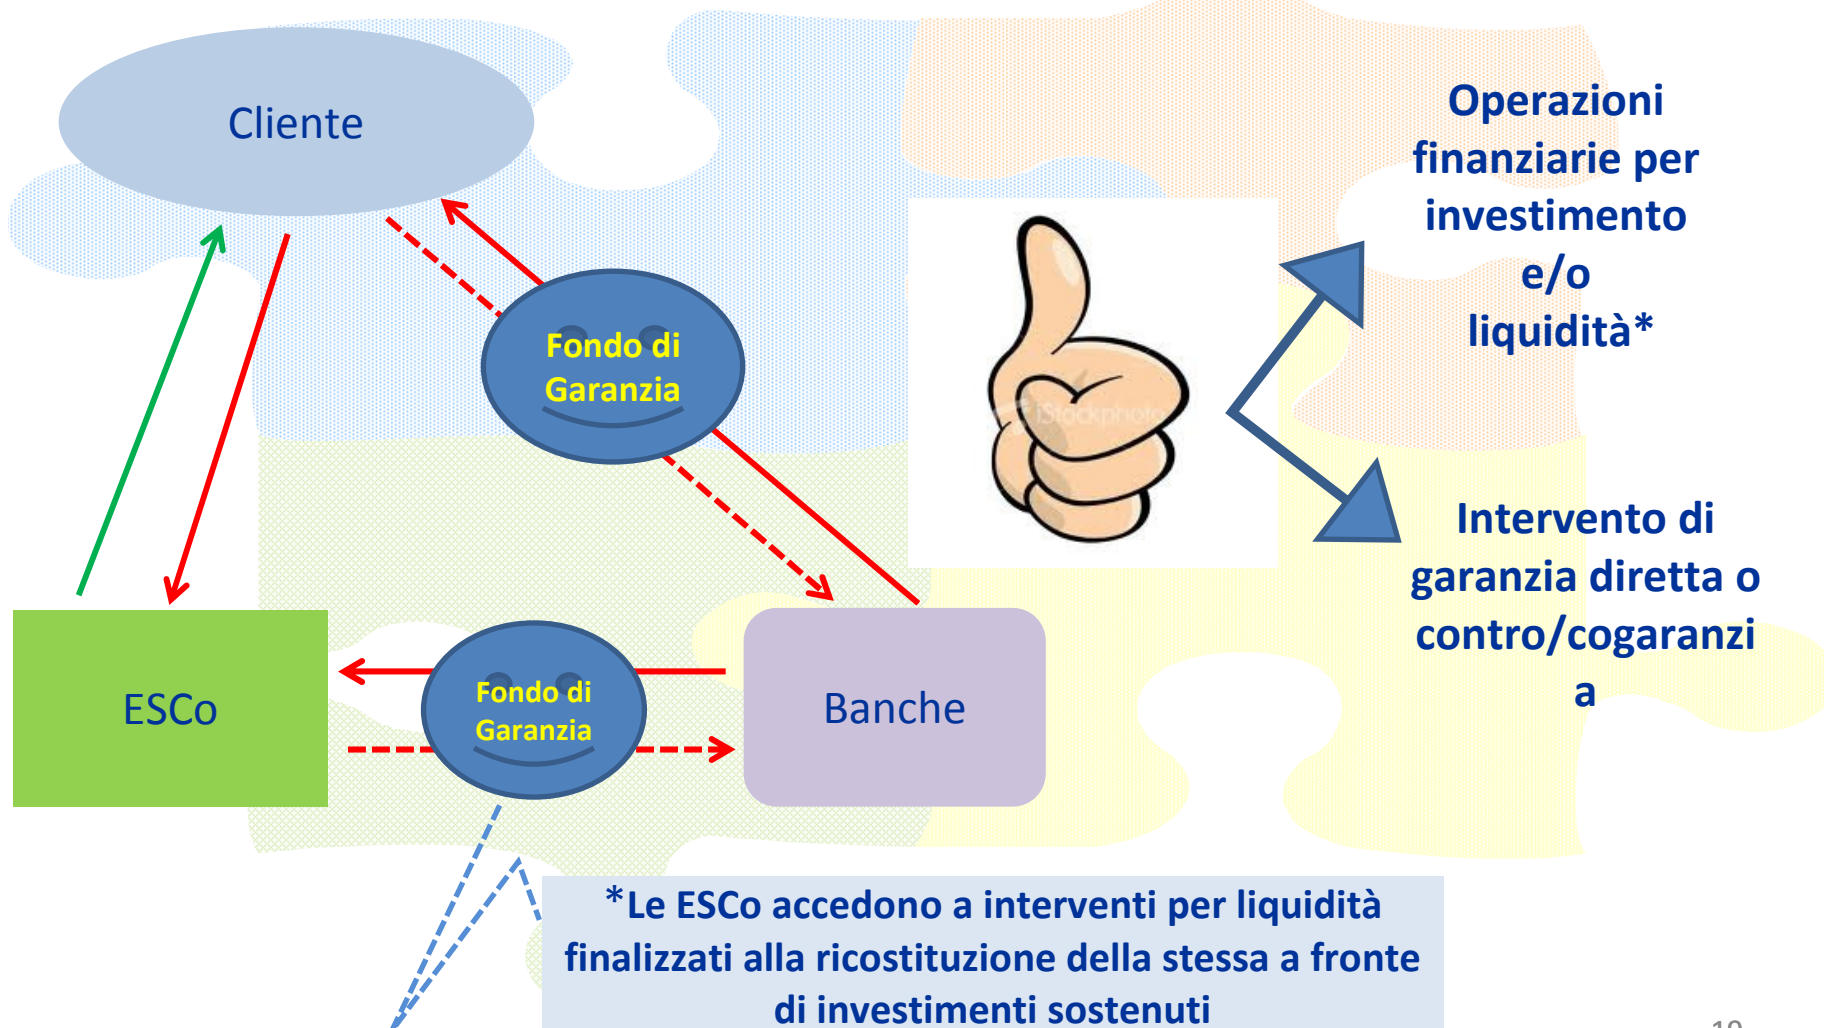 Cliente
Operazioni
finanziarie per
investimento
e/o
liquidità*
Fondo di
Garanzia
iStockphoto
Intervento di
garanzia diretta o
contro/cogaranzi
a
ESCo
Fondo di
Garanzia
Banche
*Le ESCo accedono a interventi per liquidità
finalizzati alla ricostituzione della stessa a fronte
di investimenti sostenuti